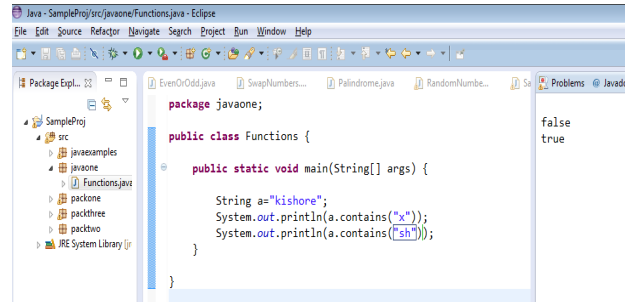 Java - SampleProj/src/javaone/Functions.java - Eclipse
File Edit Source Refactor Navigate Search Project Run Window Help
Package Expl...
EvenOrOdd.java SwapNumbers.... Palindrome.java RandomNumbe... Sa Problems @ Javado
SampleProj
src
javaexamples
javaone
Functions.java
packone
packthree
packtwo
JRE System Library [jr
package javaone;
public class Functions {
public static void main(String[] args) {
String a="kishore";
System.out.println(a.contains("x"));
System.out.println(a.contains("sh"));
}
}
false
true